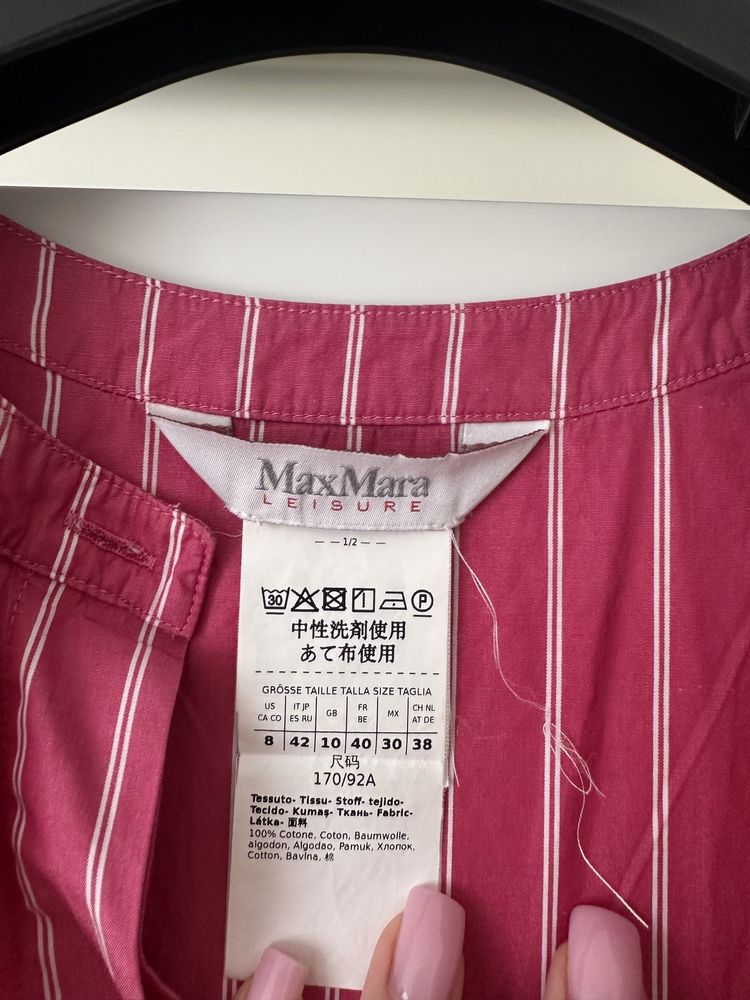 MaxMara
LEISURE
— — 1/2 — —
30 P
中性洗剤使用
あて布使用
GRÖSSE TAILLE TALLA SIZE TAGLIA
US CA CO | IT JP ES RU | GB | FR BE | MX | CH NL AT DE
8 | 42 | 10 | 40 | 30 | 38
尺码
170/92A
Tessuto- Tissu- Stoff- tejido-
Tecido- Kumaş- Ткань- Fabric-
Látka- 面料
100% Cotone, Coton, Baumwolle,
algodon, Algodao, Pamuk, Хлопок,
Cotton, Bavlna, 棉